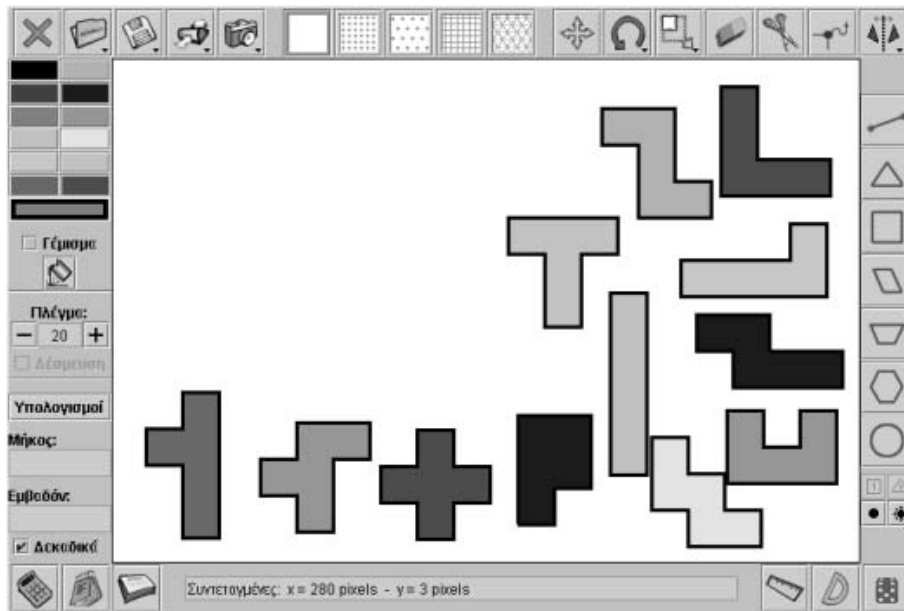 Γέμισμα
Πλέγμα:
20
Δέσμευση
Υπολογισμοί
Μήκος:
Εμβαδόν:
Δεκαδικά
Συντεταγμένες: x = 280 pixels - y = 3 pixels